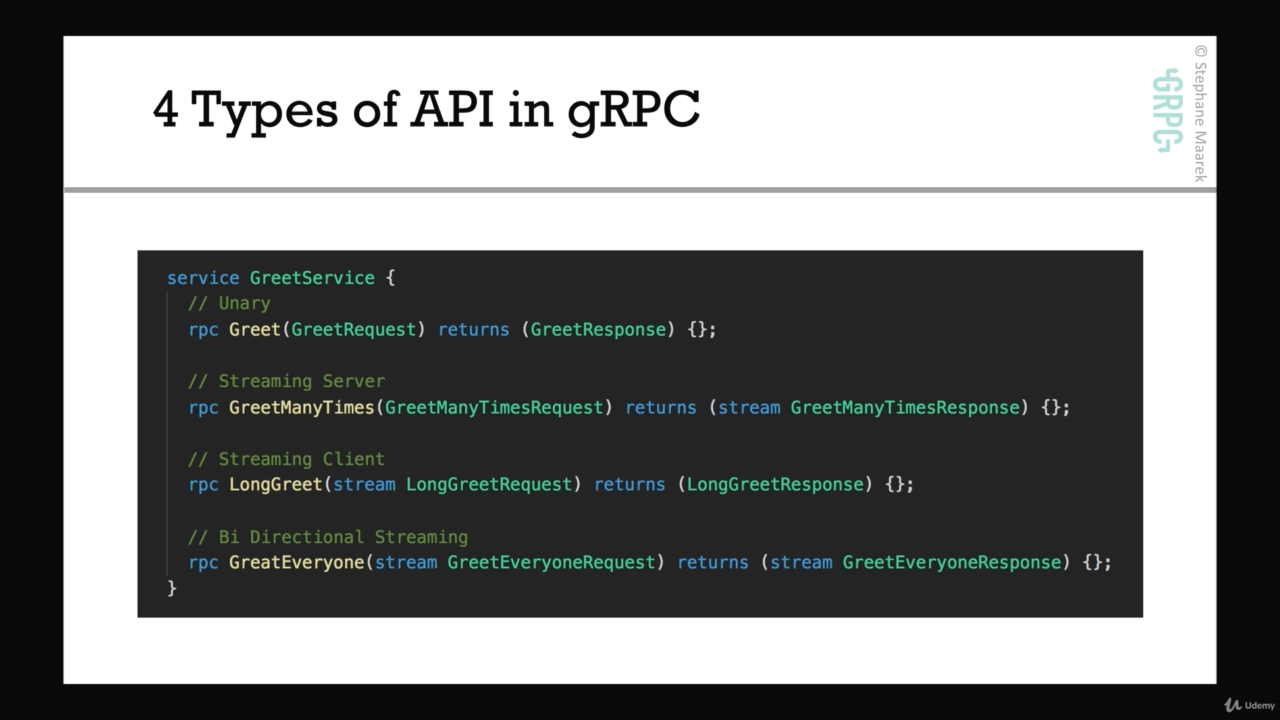 4 Types of API in gRPC
GRPC
© Stephane Maarek
service GreetService {
// Unary
rpc Greet(GreetRequest) returns (GreetResponse) {};
// Streaming Server
rpc GreetManyTimes(GreetManyTimesRequest) returns (stream GreetManyTimesResponse) {};
// Streaming Client
rpc LongGreet(stream LongGreetRequest) returns (LongGreetResponse) {};
// Bi Directional Streaming
rpc GreatEveryone(stream GreetEveryoneRequest) returns (stream GreetEveryoneResponse) {};
}
Udemy